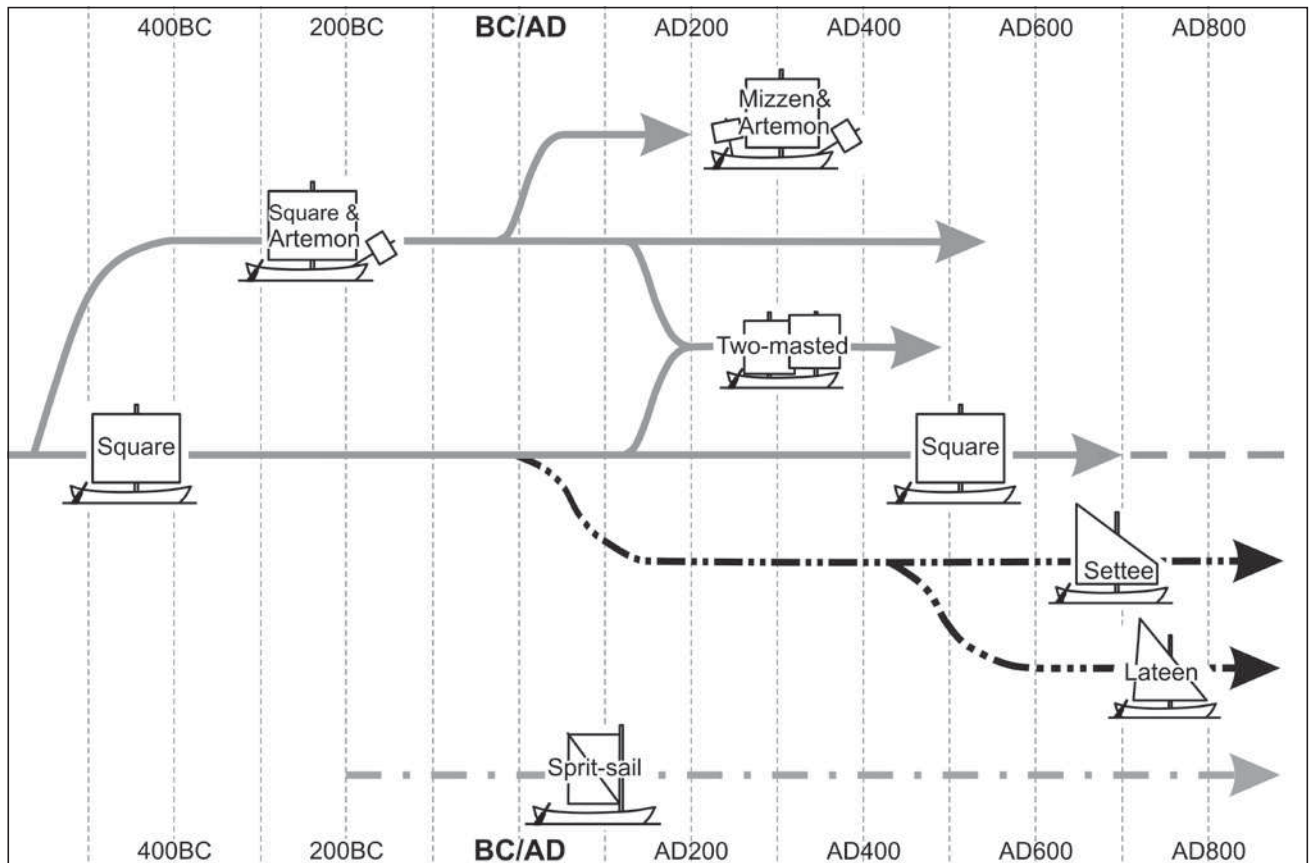 400BC 200BC BC/AD AD200 AD400 AD600 AD800
Mizzen&
Artemon
Square &
Artemon
Two-masted
Square
Square
Settee
Lateen
Sprit-sail
400BC 200BC BC/AD AD200 AD400 AD600 AD800